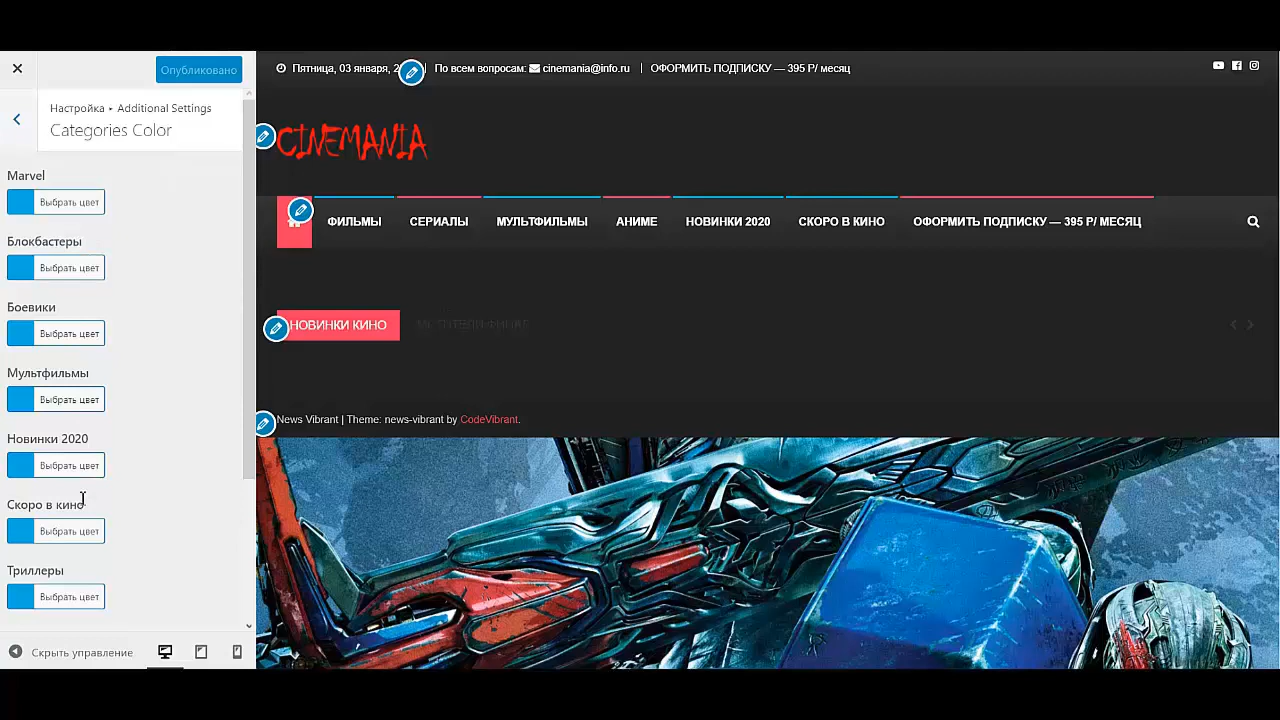 Опубликовано
Настройка ▸ Additional Settings
Categories Color
Marvel
Выбрать цвет
Блокбастеры
Выбрать цвет
Боевики
Выбрать цвет
Мультфильмы
Выбрать цвет
Новинки 2020
Выбрать цвет
Скоро в кино
Выбрать цвет
Триллеры
Выбрать цвет
Скрыть управление
Пятница, 03 января, 2
По всем вопросам: cinemania@info.ru
ОФОРМИТЬ ПОДПИСКУ — 395 Р/ месяц
CINEMANIA
ФИЛЬМЫ СЕРИАЛЫ МУЛЬТФИЛЬМЫ АНИМЕ НОВИНКИ 2020 СКОРО В КИНО ОФОРМИТЬ ПОДПИСКУ — 395 Р/ МЕСЯЦ
НОВИНКИ КИНО
News Vibrant | Theme: news-vibrant by CodeVibrant.